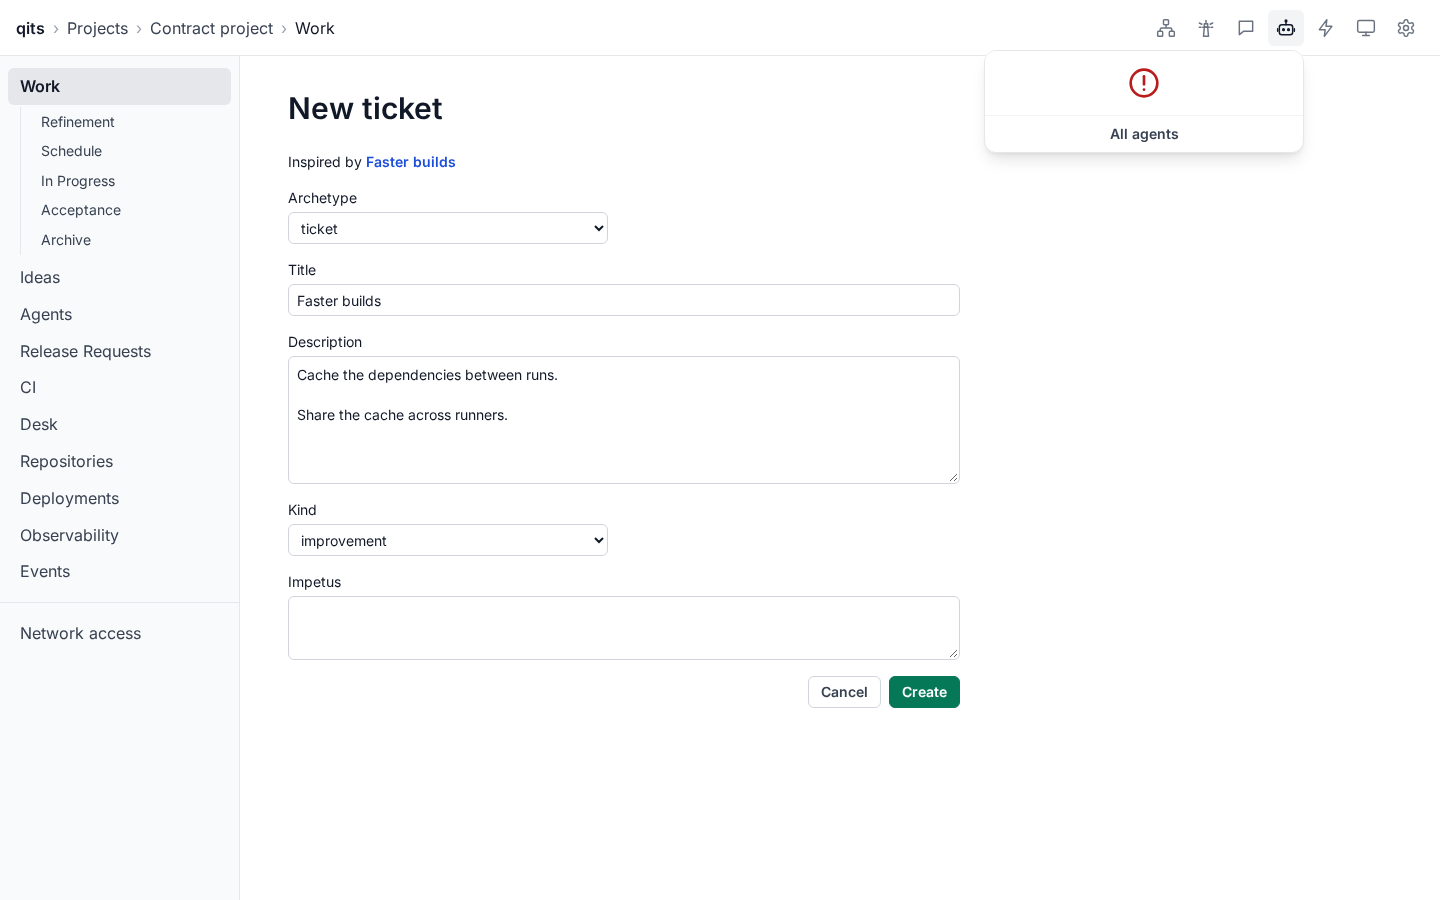 qits › Projects › Contract project › Work
All agents
Work
Refinement
Schedule
In Progress
Acceptance
Archive
Ideas
Agents
Release Requests
CI
Desk
Repositories
Deployments
Observability
Events
Network access
New ticket
Inspired by Faster builds
Archetype
ticket
Title
Faster builds
Description
Cache the dependencies between runs.
Share the cache across runners.
Kind
improvement
Impetus
Cancel
Create